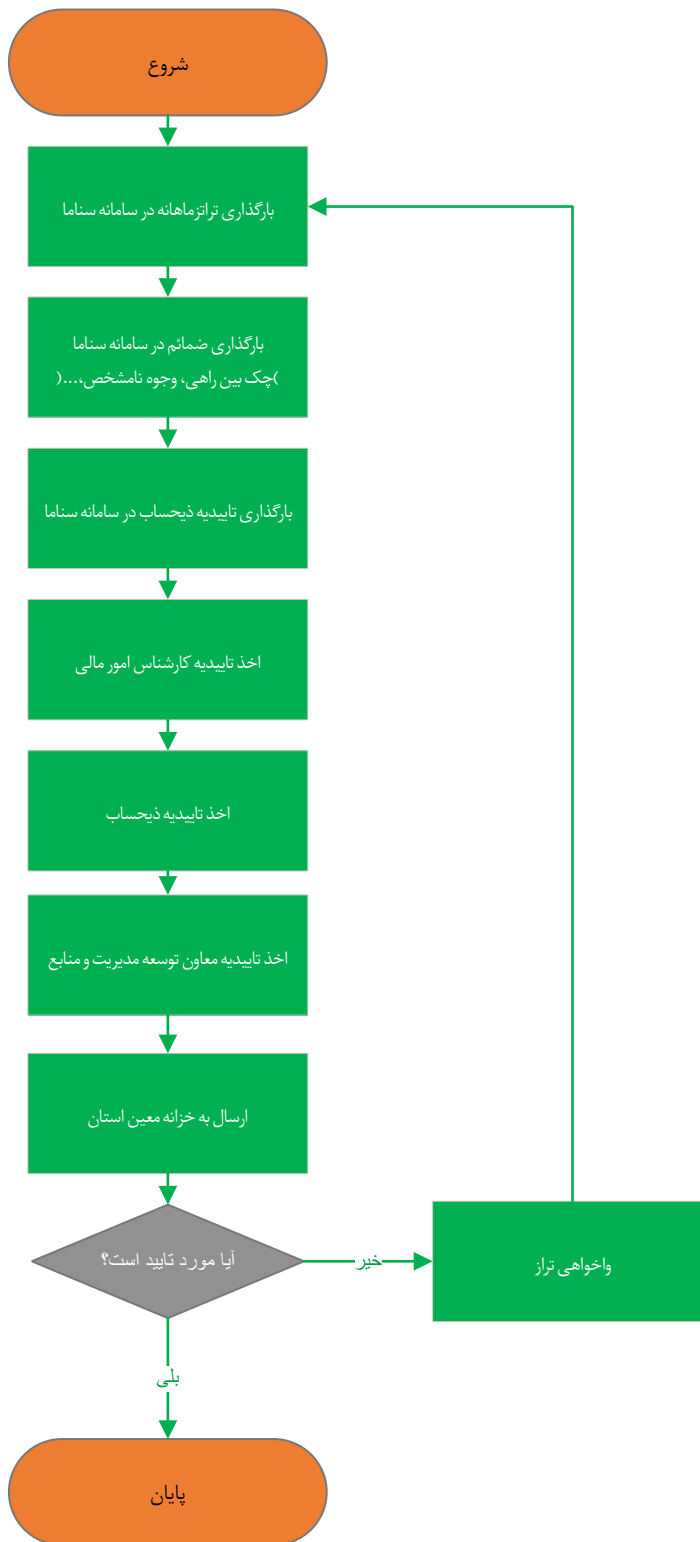 شروع
بارگذاری تراتزماهانه در سامانه سناما
بارگذاری ضمائم در سامانه سناما
)چک بین راهی، وجوه نامشخص،...(
بارگذاری تاییدیه ذیحساب در سامانه سناما
اخذ تاییدیه کارشناس امور مالی
اخذ تاییدیه ذیحساب
اخذ تاییدیه معاون توسعه مدیریت و منابع
ارسال به خزانه معین استان
آیا مورد تایید است؟
خیر
واخواهی تراز
بلی
پایان